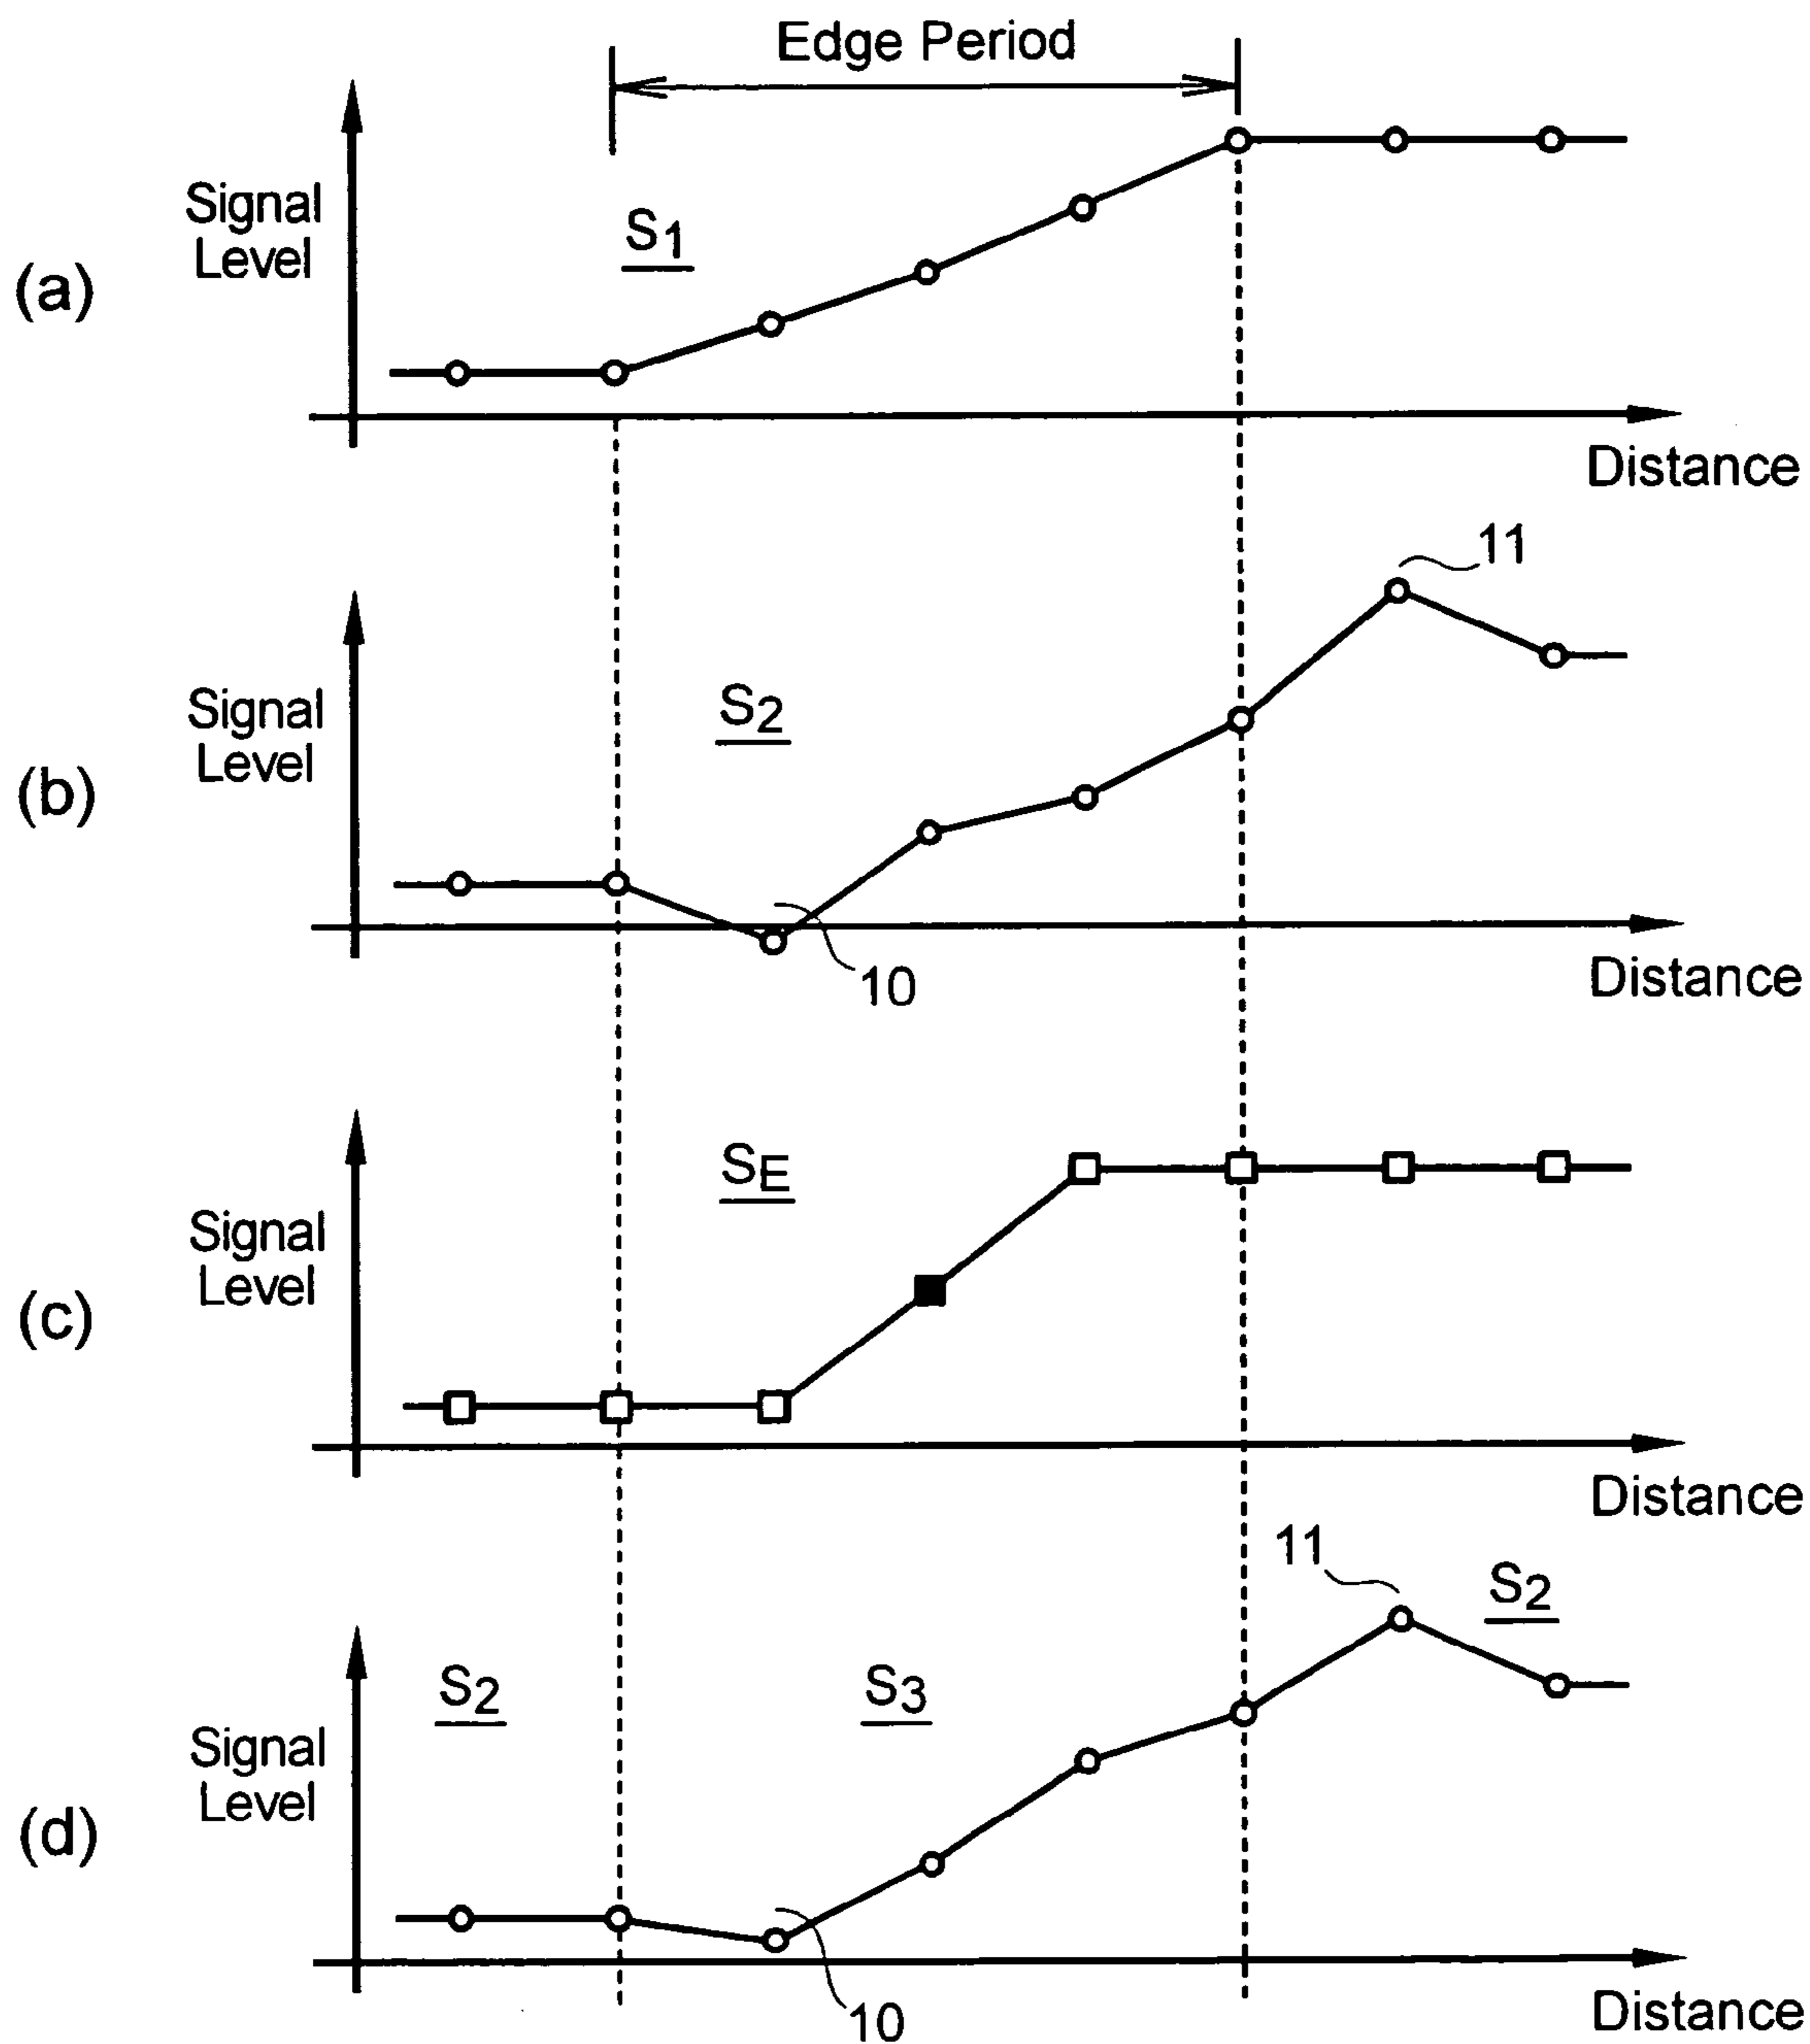 Edge Period
Signal
Level
S1
(a)
Distance
11
Signal
Level
S2
(b)
10
Distance
SE
Signal
Level
(c)
Distance
11
S2
S2
S3
Signal
Level
(d)
10
Distance